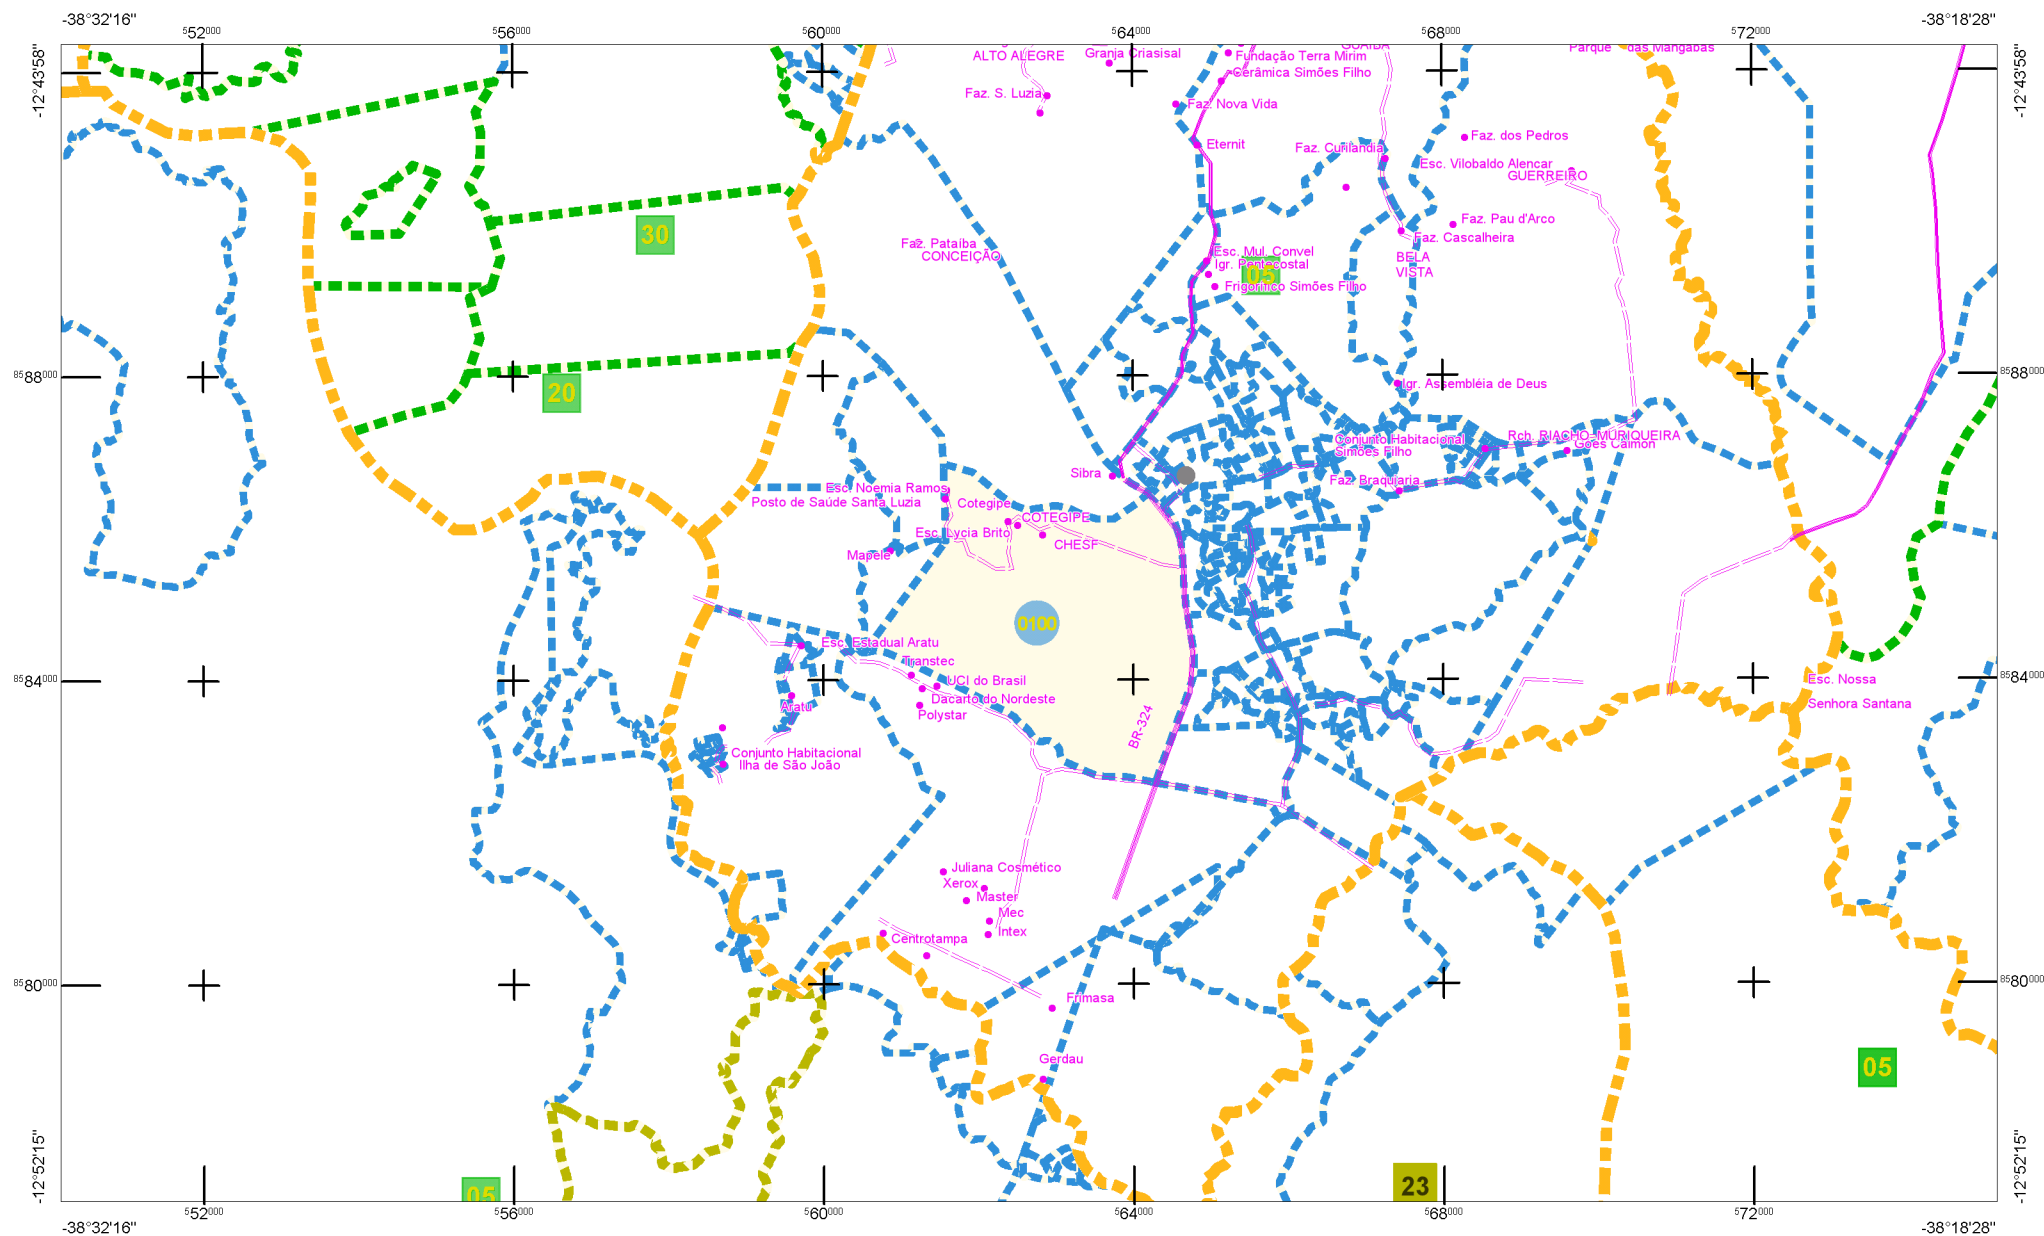 -38°32'16"
-38°18'28"
552000
556000
560000
564000
568000
572000
-12°43'58"
-12°43'58"
ALTO ALEGRE
Granja Criasisal
Fundação Terra Mirim
Parque das Mangabas
Cerâmica Simões Filho
Faz. S. Luzia
Faz. Nova Vida
Faz. dos Pedros
Eternit
Faz. Curilandia
Esc. Vilobaldo Alencar
GUERREIRO
Faz. Pau d'Arco
30
Faz. Pataiba
CONCEIÇÃO
Faz. Cascalheira
Esc. Mul. Convel
Igr. Pentecostal
BELA
VISTA
05
Frigorífico Simões Filho
8588000
8588000
20
Igr. Assembléia de Deus
Conjunto Habitacional
Simões Filho
Rch. RIACHO-MURIQUEIRA
Góes Calmon
Sibra
Faz. Braquiaria
Esc. Noemia Ramos
Posto de Saúde Santa Luzia
Cotegipe
COTEGIPE
Esc. Lycia Brito
CHESF
Mapele
0100
Esc. Estadual Aratu
Transtec
UCI do Brasil
Dacarto do Nordeste
Polystar
Aratu
BR-324
8584000
8584000
Esc. Nossa
Senhora Santana
Conjunto Habitacional
Ilha de São João
Juliana Cosmético
Xerox
Master
Mec
Intex
Centrotampa
8580000
8580000
Frimasa
Gerdau
05
-12°52'15"
-12°52'15"
05
23
552000
556000
560000
564000
568000
572000
-38°32'16"
-38°18'28"